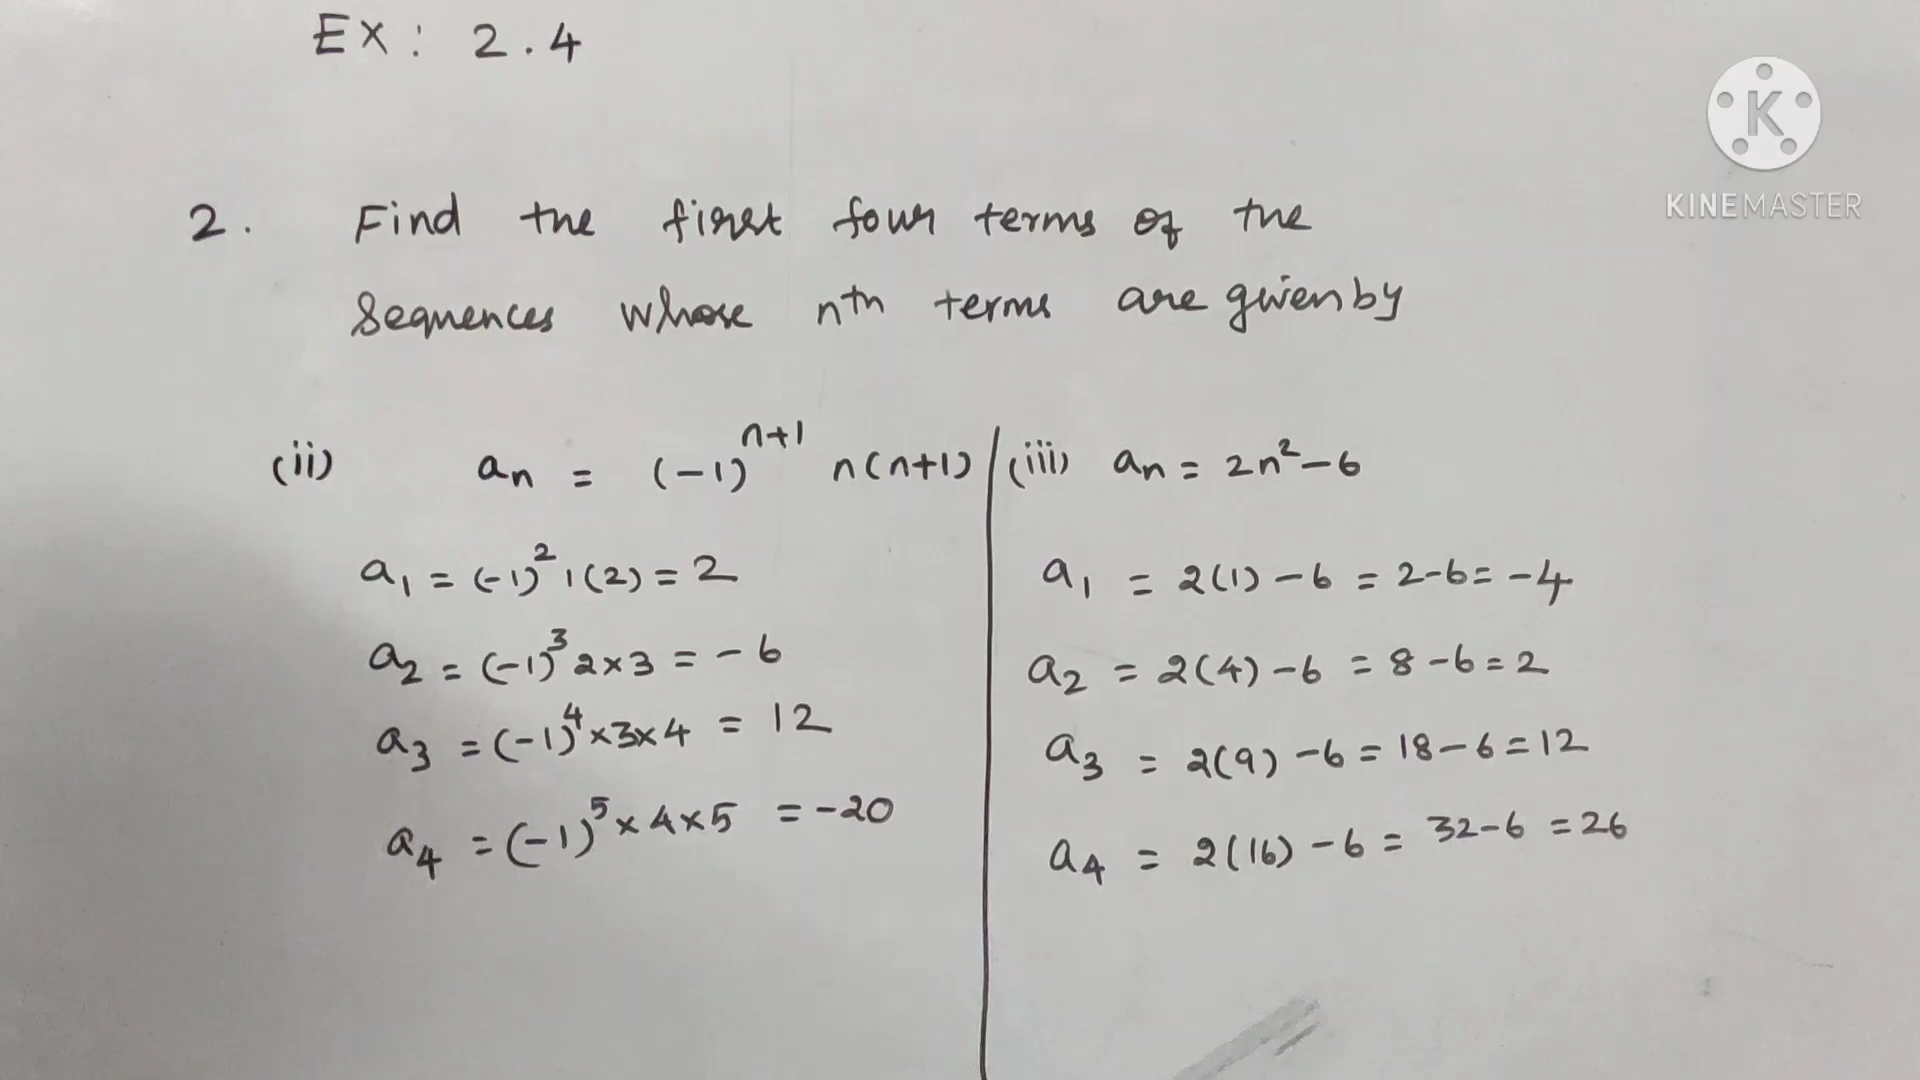 Ex: 2.4
K
KINEMASTER
2. Find the first four terms of the
sequences whose nth terms are given by
(ii) aₙ = (-1)ⁿ⁺¹ n(n+1)
a₁ = (-1)² 1(2) = 2
a₂ = (-1)³ 2×3 = -6
a₃ = (-1)⁴ ×3×4 = 12
a₄ = (-1)⁵ ×4×5 = -20
(iii) aₙ = 2n² - 6
a₁ = 2(1) - 6 = 2-6 = -4
a₂ = 2(4) - 6 = 8-6 = 2
a₃ = 2(9) - 6 = 18-6 = 12
a₄ = 2(16) - 6 = 32-6 = 26